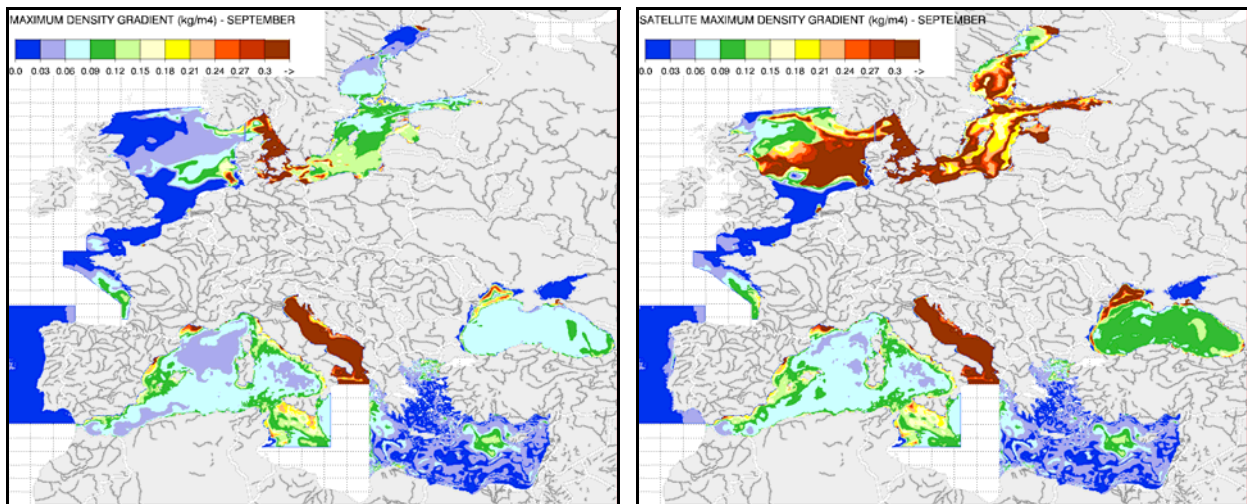 MAXIMUM DENSITY GRADIENT (kg/m4) - SEPTEMBER
0.0 0.03 0.06 0.09 0.12 0.15 0.18 0.21 0.24 0.27 0.3 ->
SATELLITE MAXIMUM DENSITY GRADIENT (kg/m4) - SEPTEMBER
0.0 0.03 0.06 0.09 0.12 0.15 0.18 0.21 0.24 0.27 0.3 ->